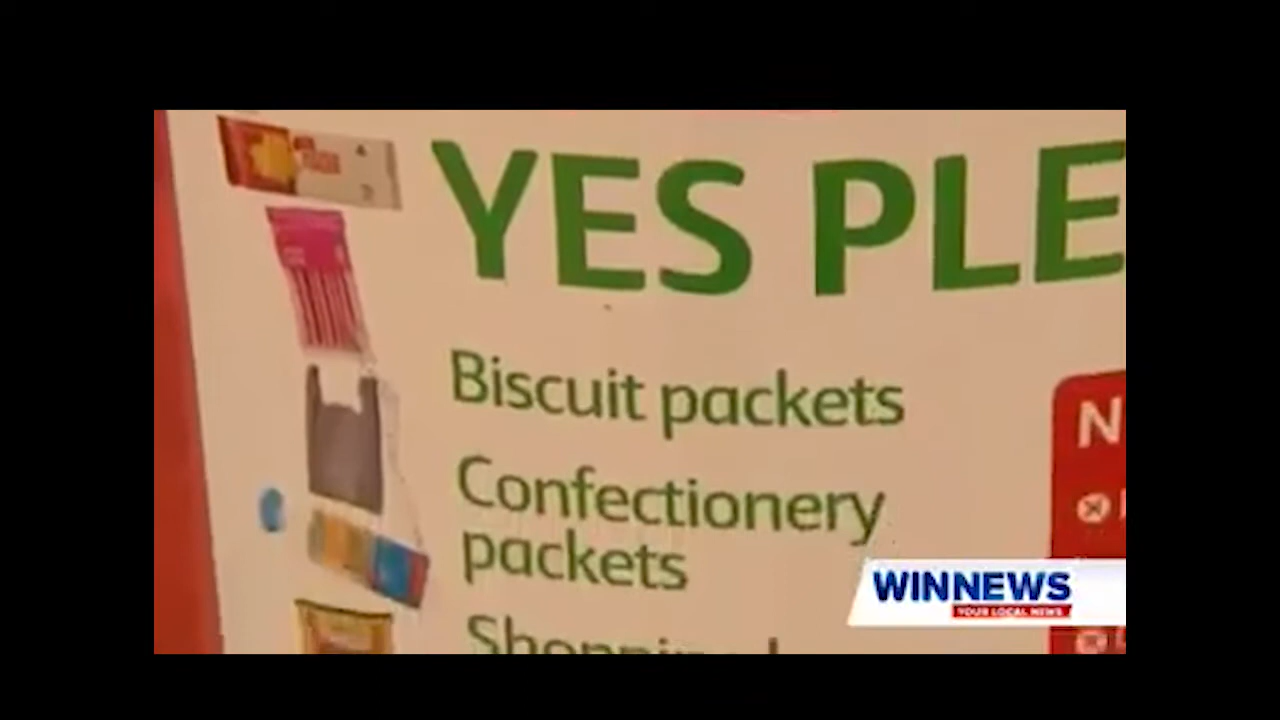 YES PLE
Biscuit packets
Confectionery
packets
N
WINNEWS
YOUR LOCAL NEWS